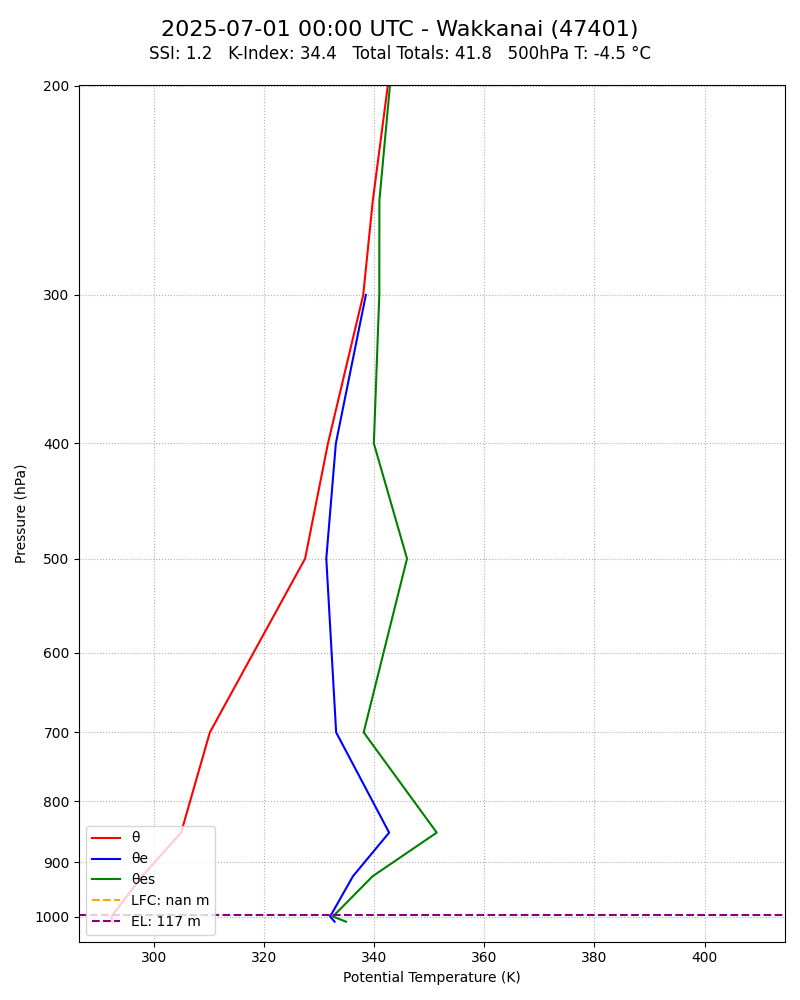 2025-07-01 00:00 UTC - Wakkanai (47401)
SSI: 1.2   K-Index: 34.4   Total Totals: 41.8   500hPa T: -4.5 °C
200
300
400
500
600
700
800
900
1000
Pressure (hPa)
θ
θe
θes
LFC: nan m
EL: 117 m
300
320
340
360
380
400
Potential Temperature (K)